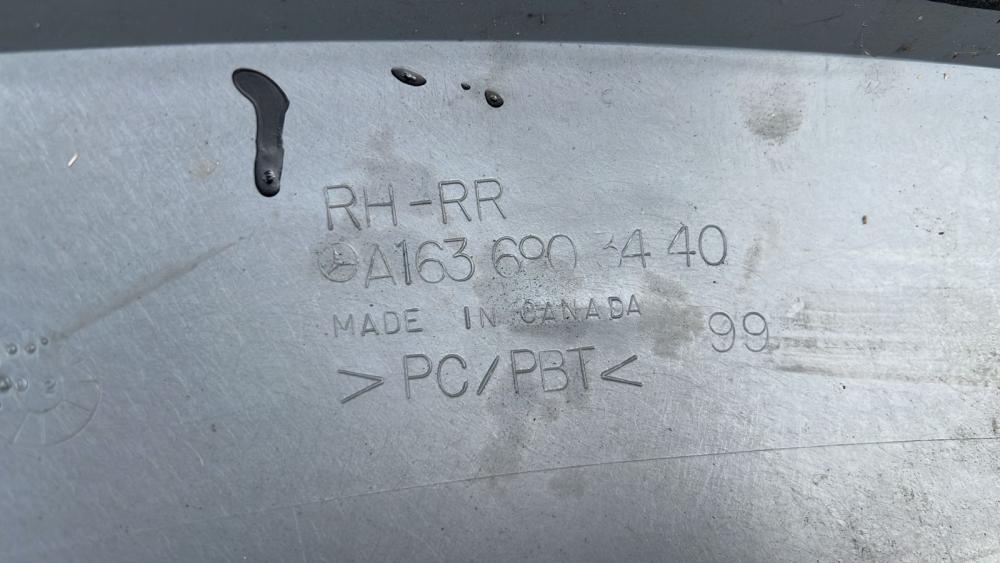 RH-RR
A163 690 34 40
MADE IN CANADA
99
>PC/PBT<